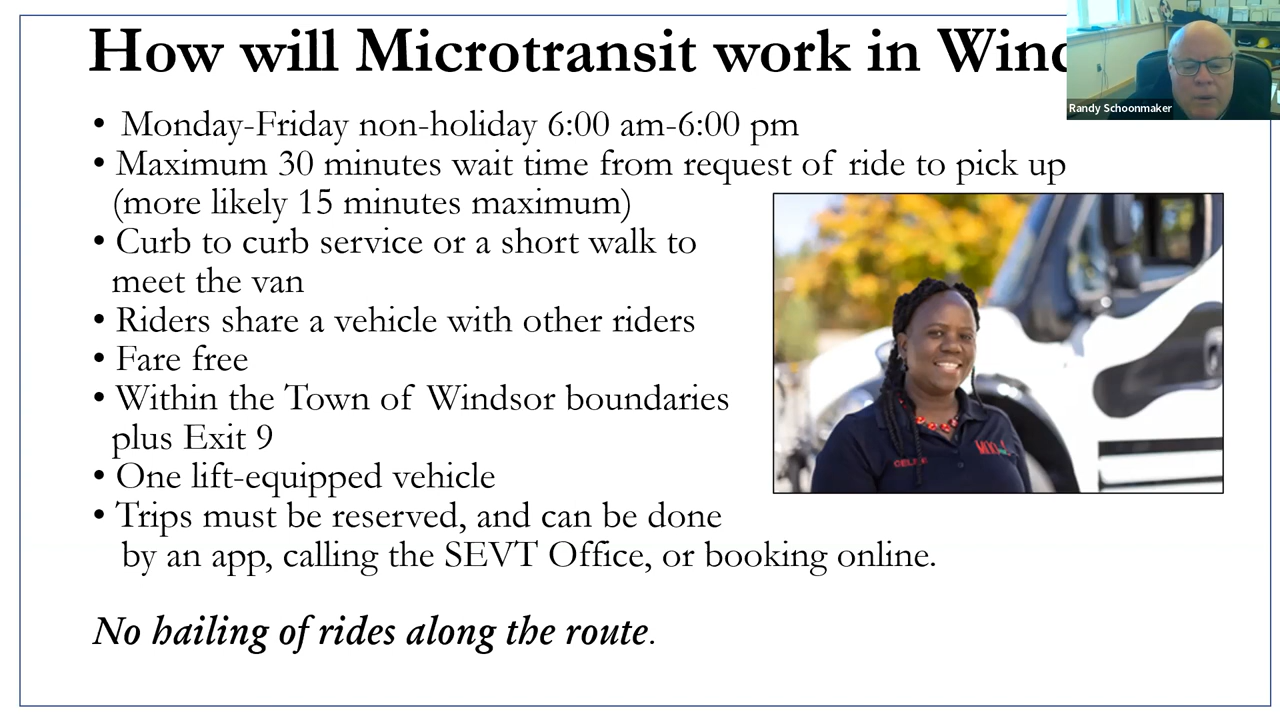 How will Microtransit work in Wind
Randy Schoonmaker
• Monday-Friday non-holiday 6:00 am-6:00 pm
• Maximum 30 minutes wait time from request of ride to pick up
(more likely 15 minutes maximum)
• Curb to curb service or a short walk to
meet the van
• Riders share a vehicle with other riders
• Fare free
• Within the Town of Windsor boundaries
plus Exit 9
• One lift-equipped vehicle
• Trips must be reserved, and can be done
by an app, calling the SEVT Office, or booking online.
No hailing of rides along the route.